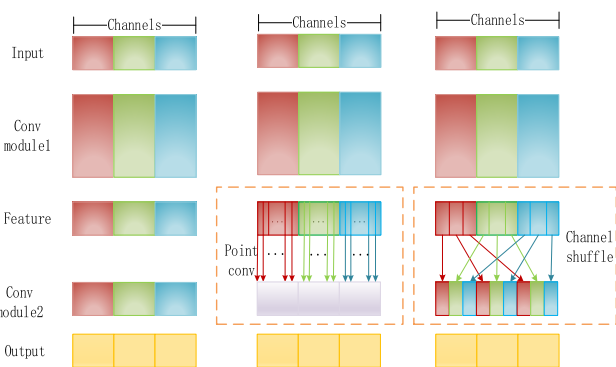 Channels
Channels
Channels
Input
Conv
module1
Feature
...
...
...
Point
conv
...
...
...
Channel
shuffle
Conv
module2
Output